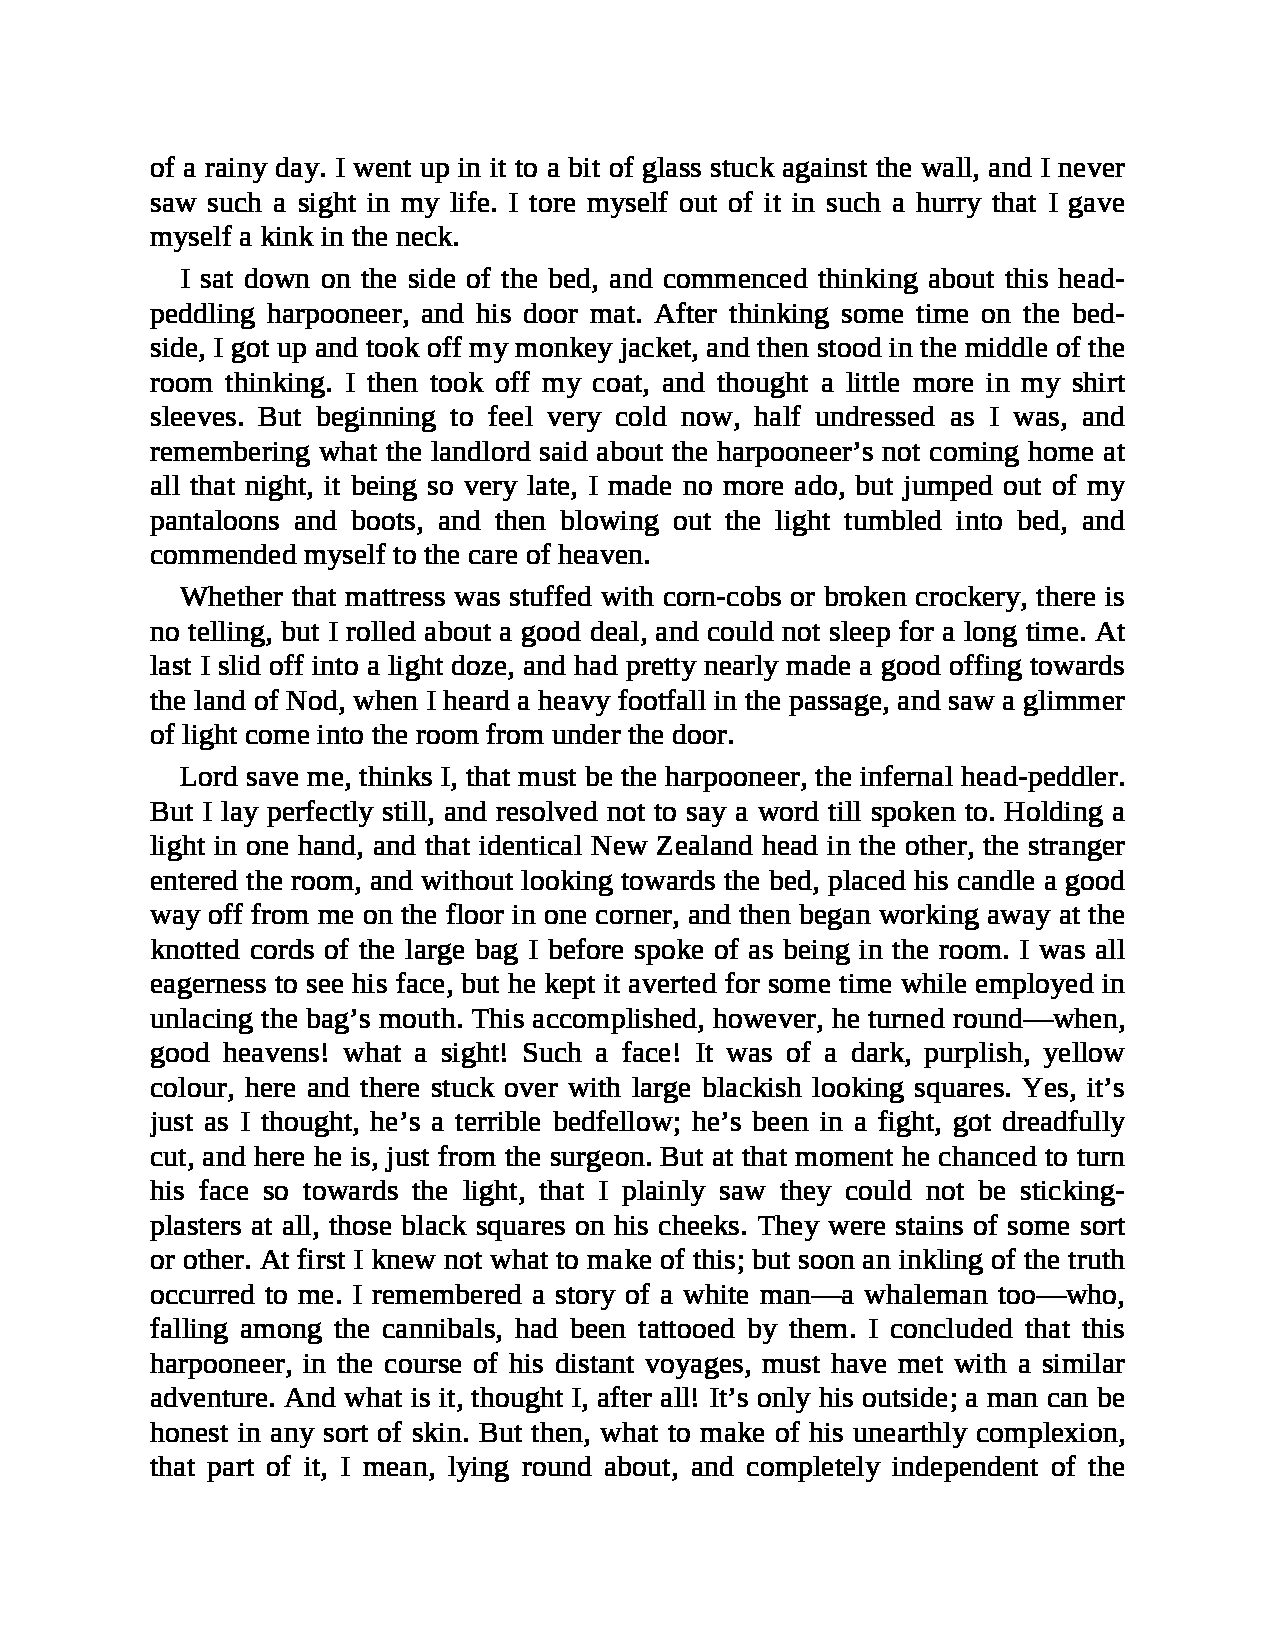 of a rainy day. I went up in it to a bit of glass stuck against the wall, and I never
saw such a sight in my life. I tore myself out of it in such a hurry that I gave
myself a kink in the neck.
I sat down on the side of the bed, and commenced thinking about this head-
peddling harpooneer, and his door mat. After thinking some time on the bed-
side, I got up and took off my monkey jacket, and then stood in the middle of the
room thinking. I then took off my coat, and thought a little more in my shirt
sleeves. But beginning to feel very cold now, half undressed as I was, and
remembering what the landlord said about the harpooneer’s not coming home at
all that night, it being so very late, I made no more ado, but jumped out of my
pantaloons and boots, and then blowing out the light tumbled into bed, and
commended myself to the care of heaven.
Whether that mattress was stuffed with corn-cobs or broken crockery, there is
no telling, but I rolled about a good deal, and could not sleep for a long time. At
last I slid off into a light doze, and had pretty nearly made a good offing towards
the land of Nod, when I heard a heavy footfall in the passage, and saw a glimmer
of light come into the room from under the door.
Lord save me, thinks I, that must be the harpooneer, the infernal head-peddler.
But I lay perfectly still, and resolved not to say a word till spoken to. Holding a
light in one hand, and that identical New Zealand head in the other, the stranger
entered the room, and without looking towards the bed, placed his candle a good
way off from me on the floor in one corner, and then began working away at the
knotted cords of the large bag I before spoke of as being in the room. I was all
eagerness to see his face, but he kept it averted for some time while employed in
unlacing the bag’s mouth. This accomplished, however, he turned round—when,
good heavens! what a sight! Such a face! It was of a dark, purplish, yellow
colour, here and there stuck over with large blackish looking squares. Yes, it’s
just as I thought, he’s a terrible bedfellow; he’s been in a fight, got dreadfully
cut, and here he is, just from the surgeon. But at that moment he chanced to turn
his face so towards the light, that I plainly saw they could not be sticking-
plasters at all, those black squares on his cheeks. They were stains of some sort
or other. At first I knew not what to make of this; but soon an inkling of the truth
occurred to me. I remembered a story of a white man—a whaleman too—who,
falling among the cannibals, had been tattooed by them. I concluded that this
harpooneer, in the course of his distant voyages, must have met with a similar
adventure. And what is it, thought I, after all! It’s only his outside; a man can be
honest in any sort of skin. But then, what to make of his unearthly complexion,
that part of it, I mean, lying round about, and completely independent of the